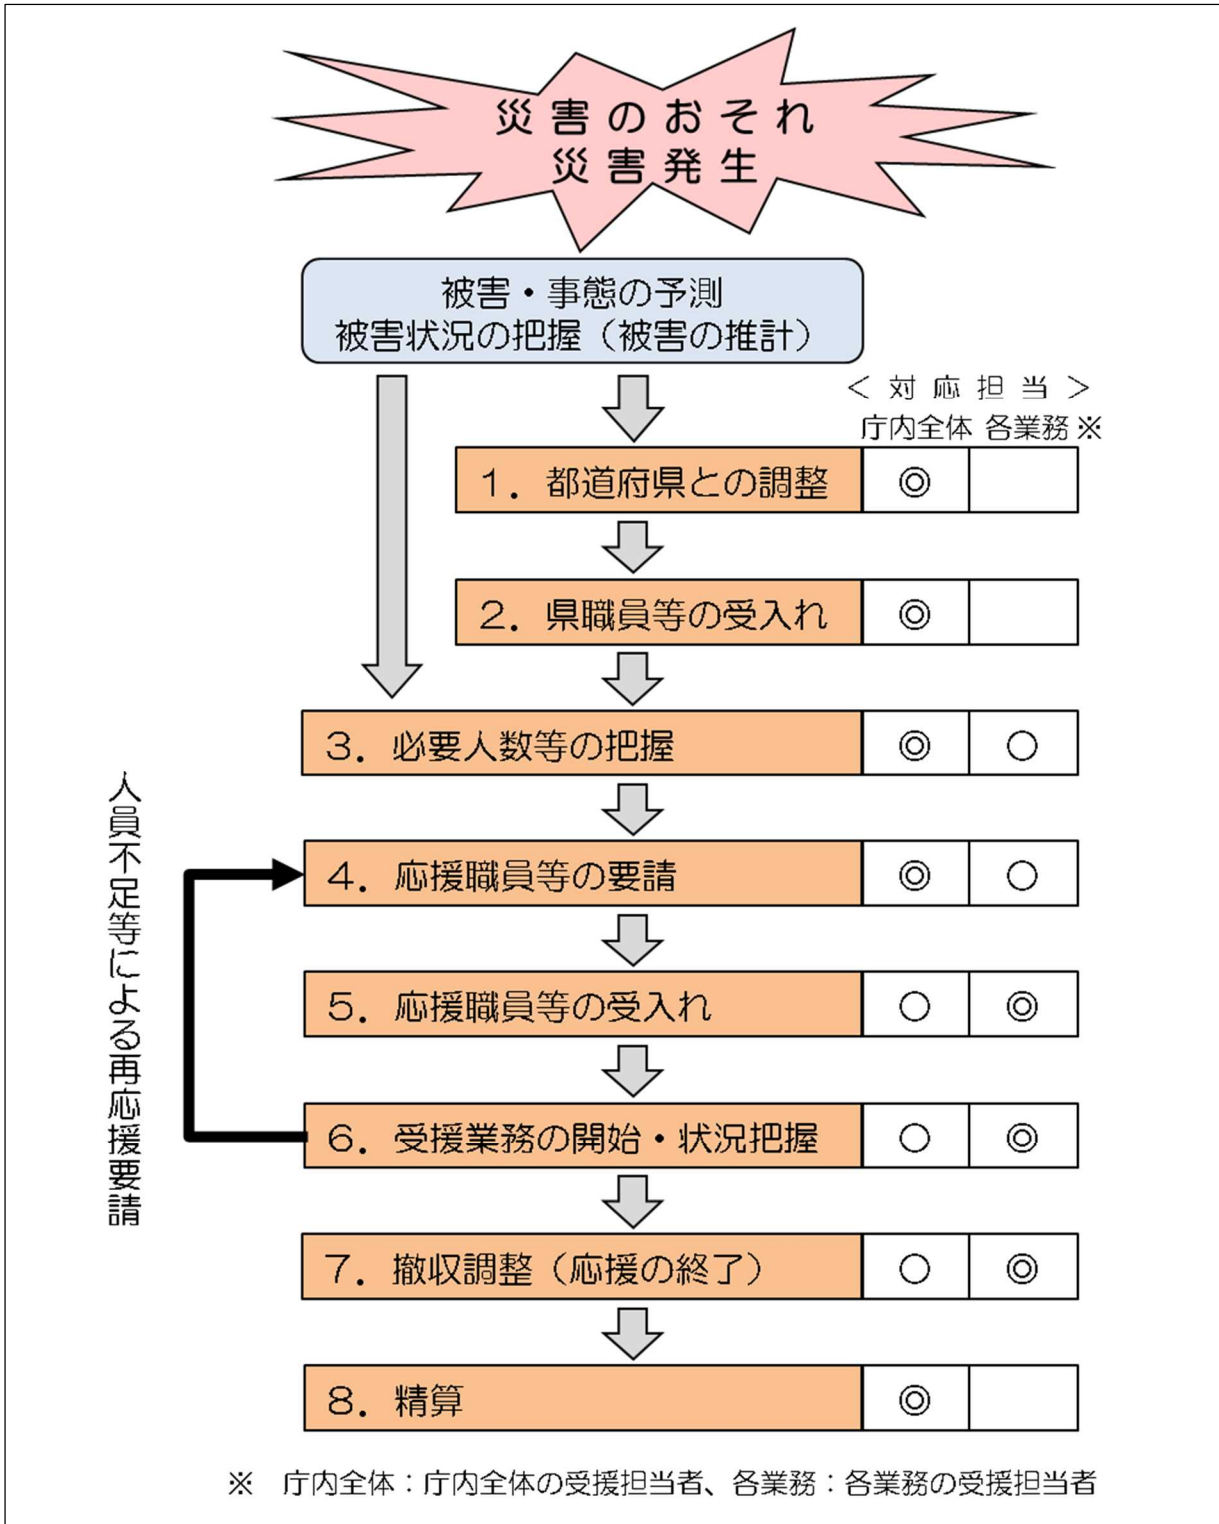 災害のおそれ
災害発生
被害・事態の予測
被害状況の把握（被害の推計）
＜対応担当＞
庁内全体 各業務※
１．都道府県との調整 ◎
２．県職員等の受入れ ◎
３．必要人数等の把握 ◎ ○
４．応援職員等の要請 ◎ ○
５．応援職員等の受入れ ○ ◎
６．受援業務の開始・状況把握 ○ ◎
７．撤収調整（応援の終了） ○ ◎
８．精算 ◎
人員不足等による再応援要請
※　庁内全体：庁内全体の受援担当者、各業務：各業務の受援担当者